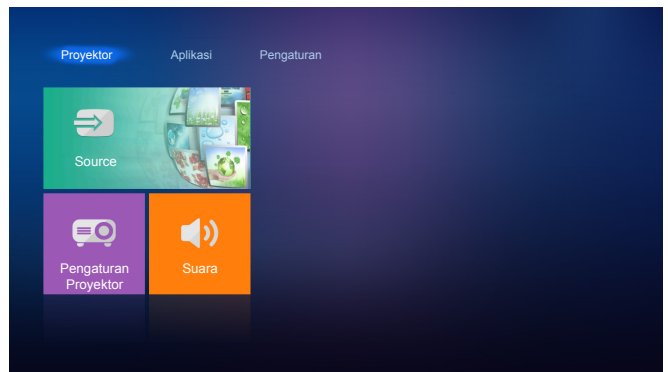 Proyektor Aplikasi Pengaturan
Source
Pengaturan
Proyektor
Suara